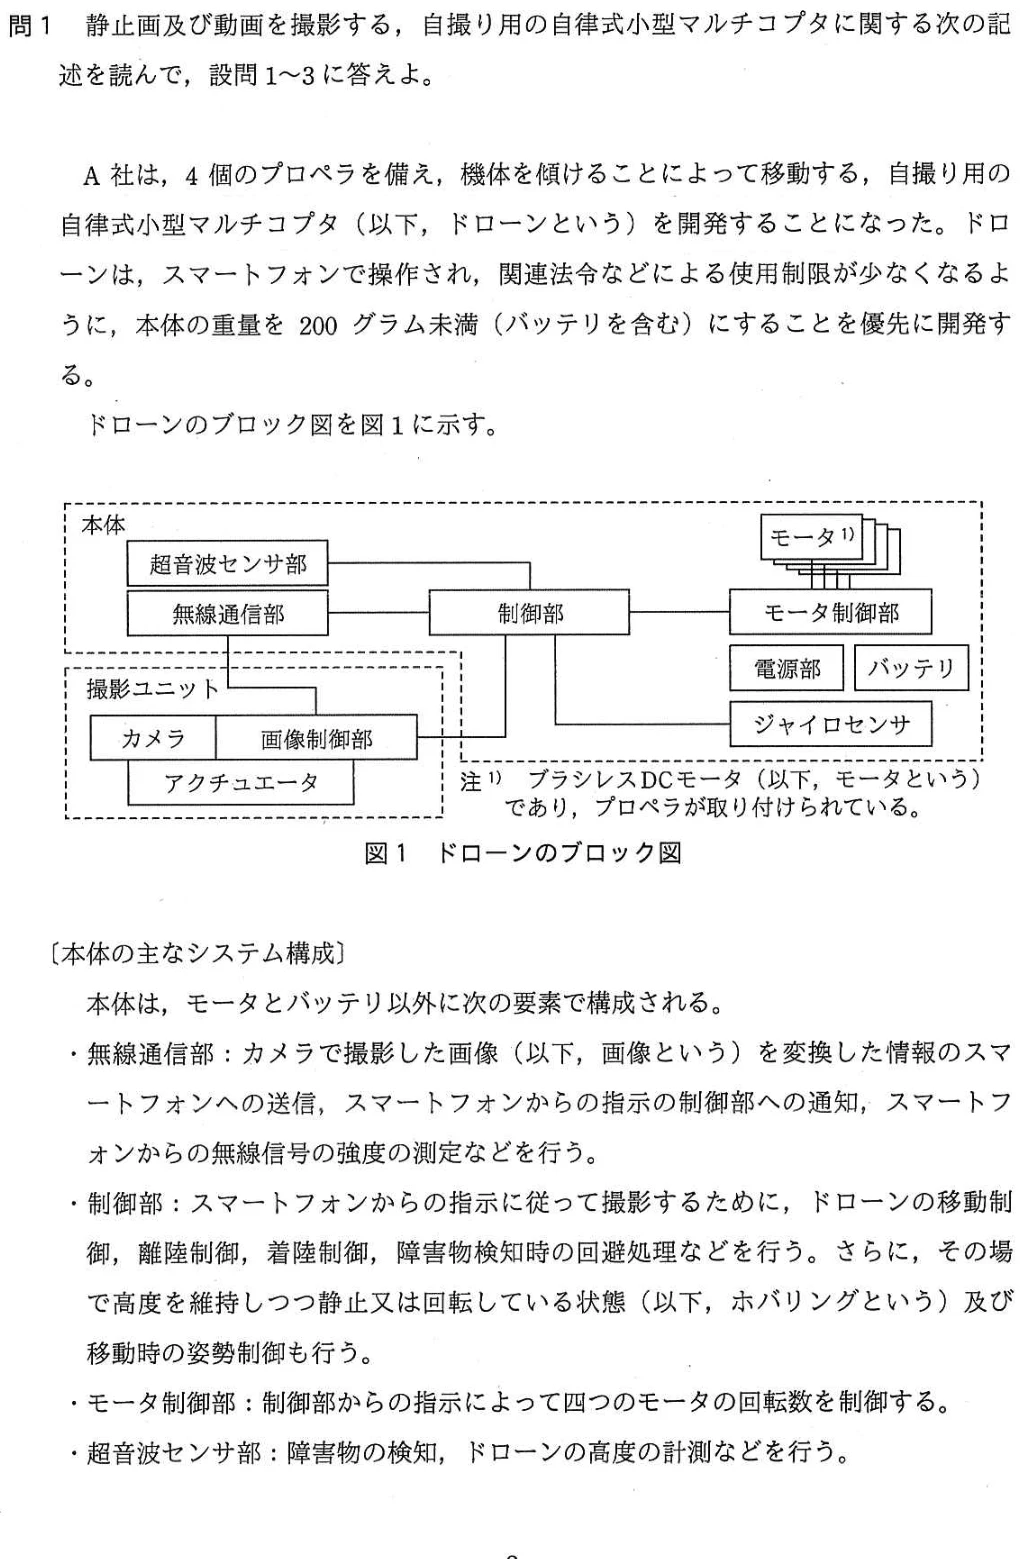 問1　静止画及び動画を撮影する，自撮り用の自律式小型マルチコプタに関する次の記
述を読んで，設問1～3に答えよ。
A 社は，4 個のプロペラを備え，機体を傾けることによって移動する，自撮り用の
自律式小型マルチコプタ（以下，ドローンという）を開発することになった。ドロ
ーンは，スマートフォンで操作され，関連法令などによる使用制限が少なくなるよ
うに，本体の重量を 200 グラム未満（バッテリを含む）にすることを優先に開発す
る。
ドローンのブロック図を図1に示す。
本体
モータ1)
超音波センサ部
無線通信部
制御部
モータ制御部
電源部
バッテリ
撮影ユニット
ジャイロセンサ
カメラ
画像制御部
アクチュエータ
注1)　ブラシレスDCモータ（以下，モータという）
であり，プロペラが取り付けられている。
図1　ドローンのブロック図
〔本体の主なシステム構成〕
本体は，モータとバッテリ以外に次の要素で構成される。
・無線通信部：カメラで撮影した画像（以下，画像という）を変換した情報のスマ
ートフォンへの送信，スマートフォンからの指示の制御部への通知，スマートフ
ォンからの無線信号の強度の測定などを行う。
・制御部：スマートフォンからの指示に従って撮影するために，ドローンの移動制
御，離陸制御，着陸制御，障害物検知時の回避処理などを行う。さらに，その場
で高度を維持しつつ静止又は回転している状態（以下，ホバリングという）及び
移動時の姿勢制御も行う。
・モータ制御部：制御部からの指示によって四つのモータの回転数を制御する。
・超音波センサ部：障害物の検知，ドローンの高度の計測などを行う。